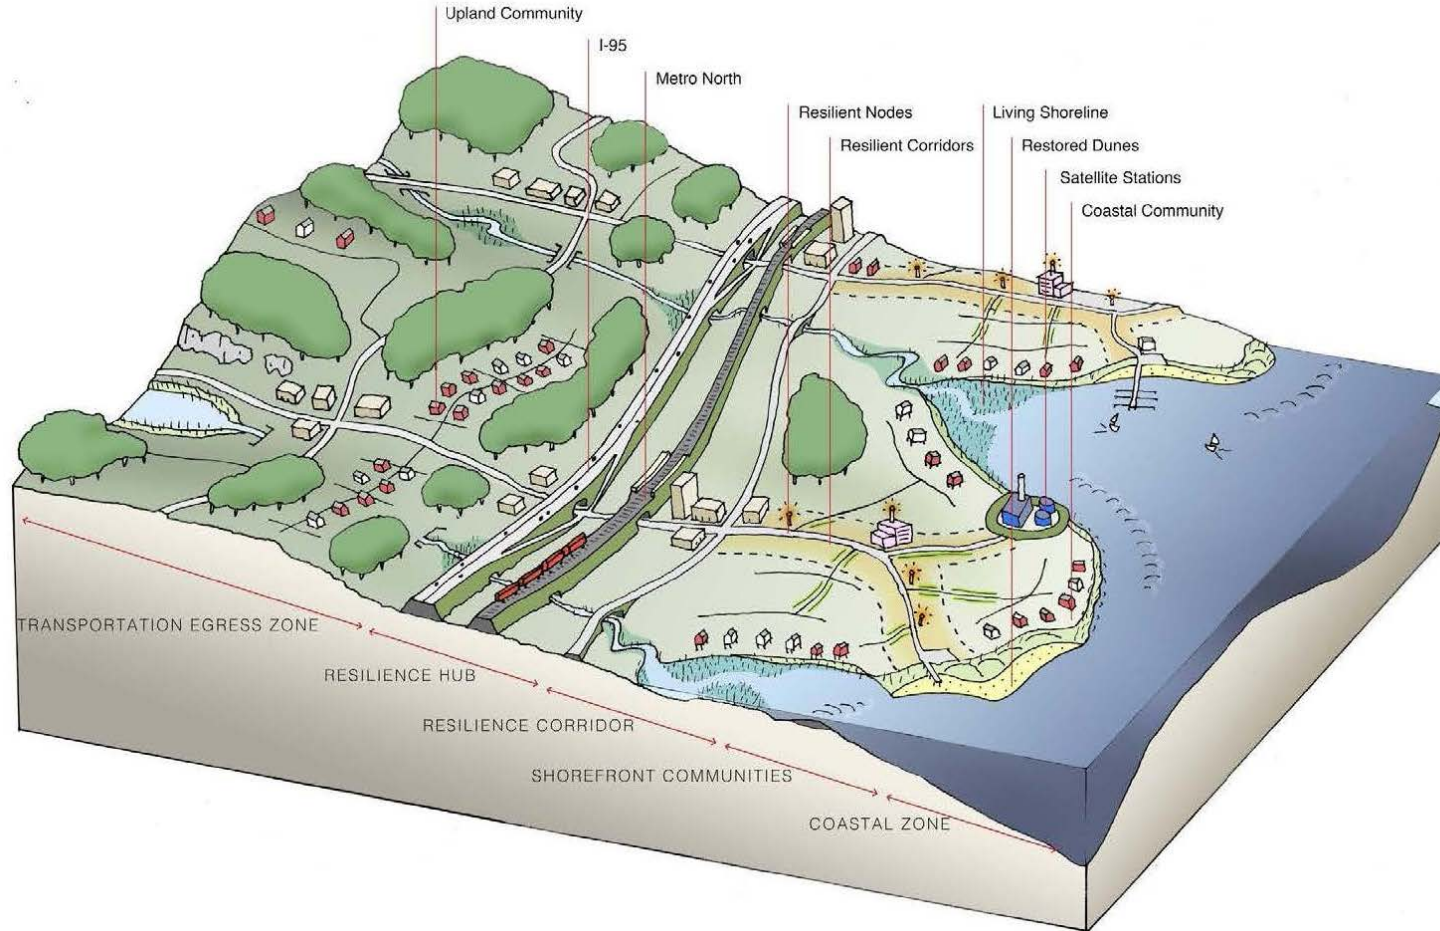 Upland Community
I-95
Metro North
Resilient Nodes
Living Shoreline
Resilient Corridors
Restored Dunes
Satellite Stations
Coastal Community
TRANSPORTATION EGRESS ZONE
RESILIENCE HUB
RESILIENCE CORRIDOR
SHOREFRONT COMMUNITIES
COASTAL ZONE